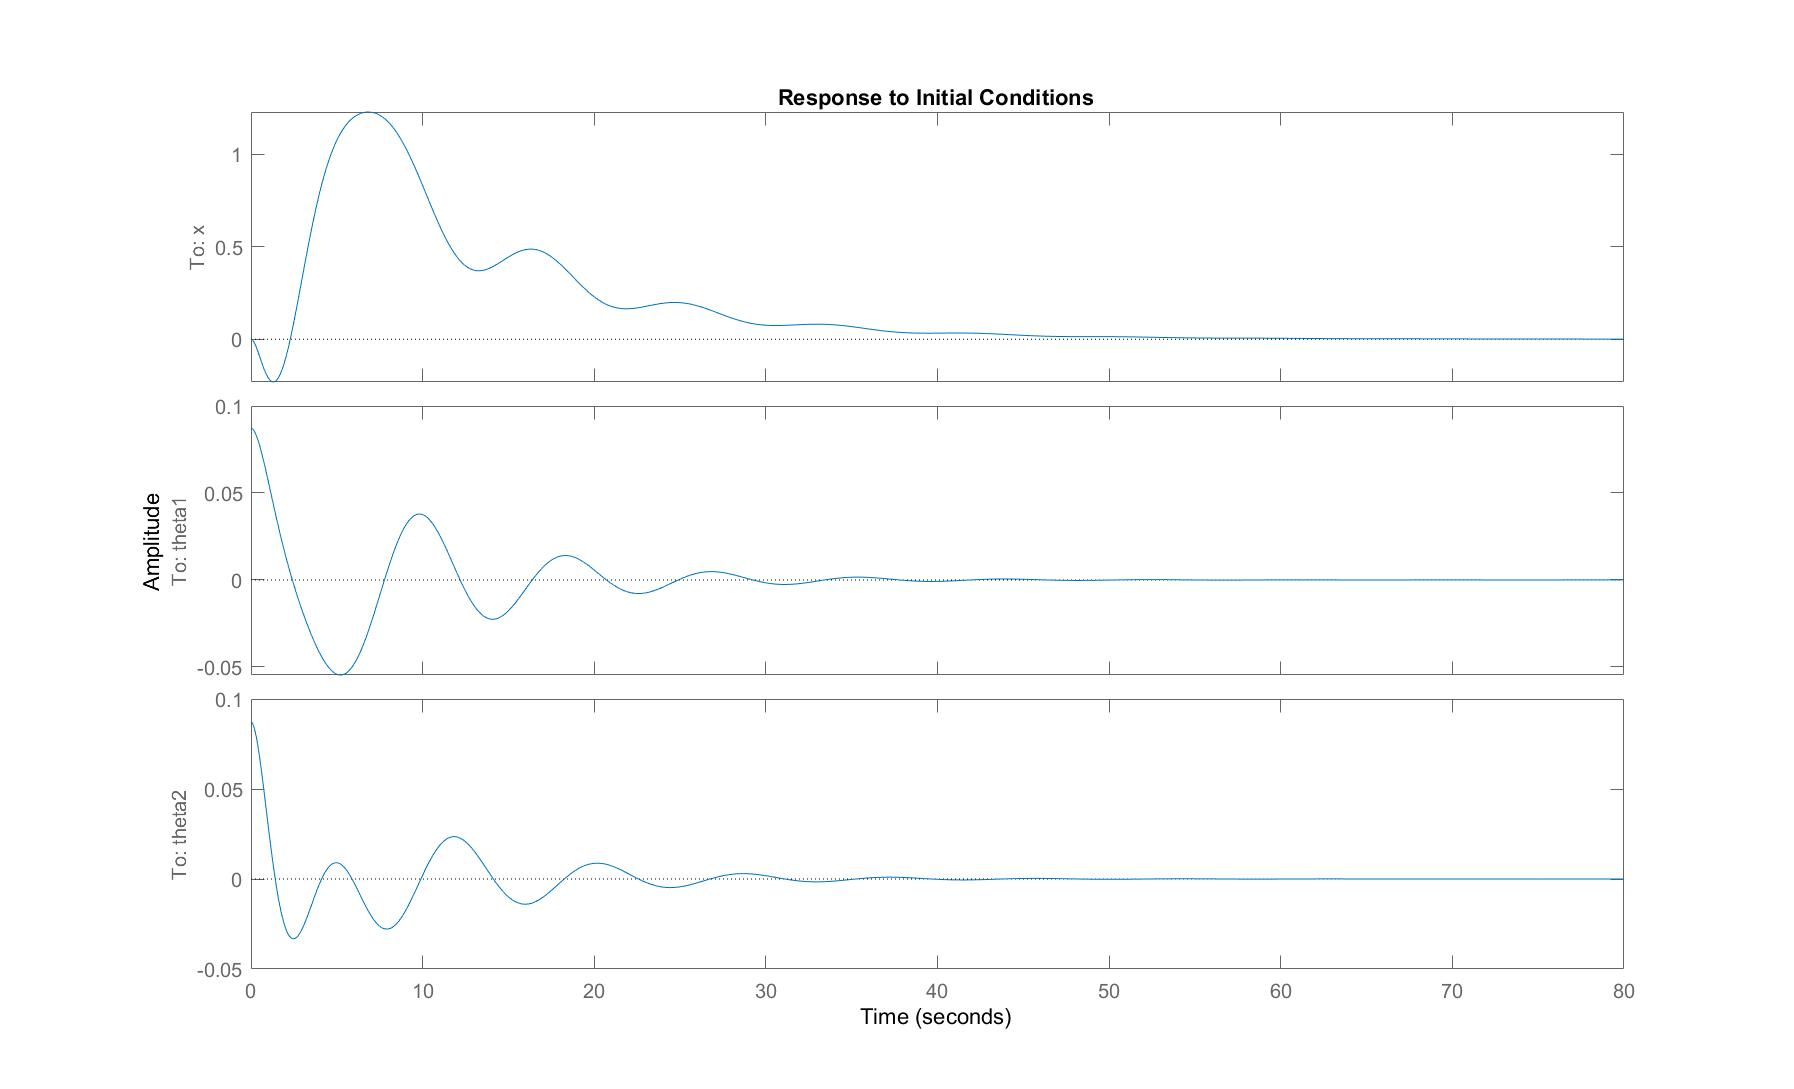 Response to Initial Conditions
To: x
1
0.5
0
Amplitude
To: theta1
0.1
0.05
0
-0.05
To: theta2
0.1
0.05
0
-0.05
0 10 20 30 40 50 60 70 80
Time (seconds)